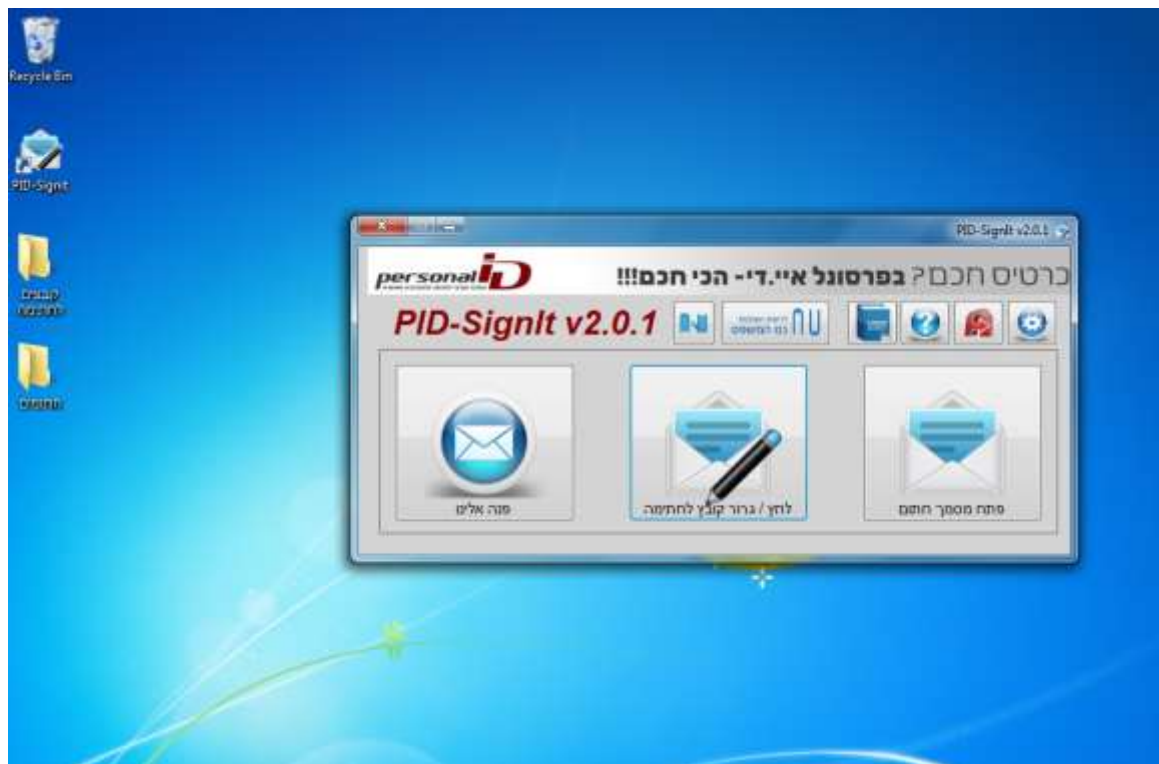 Recycle Bin
PID-SignIt
PID-SignIt v2.0.1
personal iD
כרטיס חכם? בפרסונל איי.די- הכי חכם!!!
PID-SignIt v2.0.1
פתח מסמך חתום
לחץ / גרור קובץ לחתימה
פנה אלינו